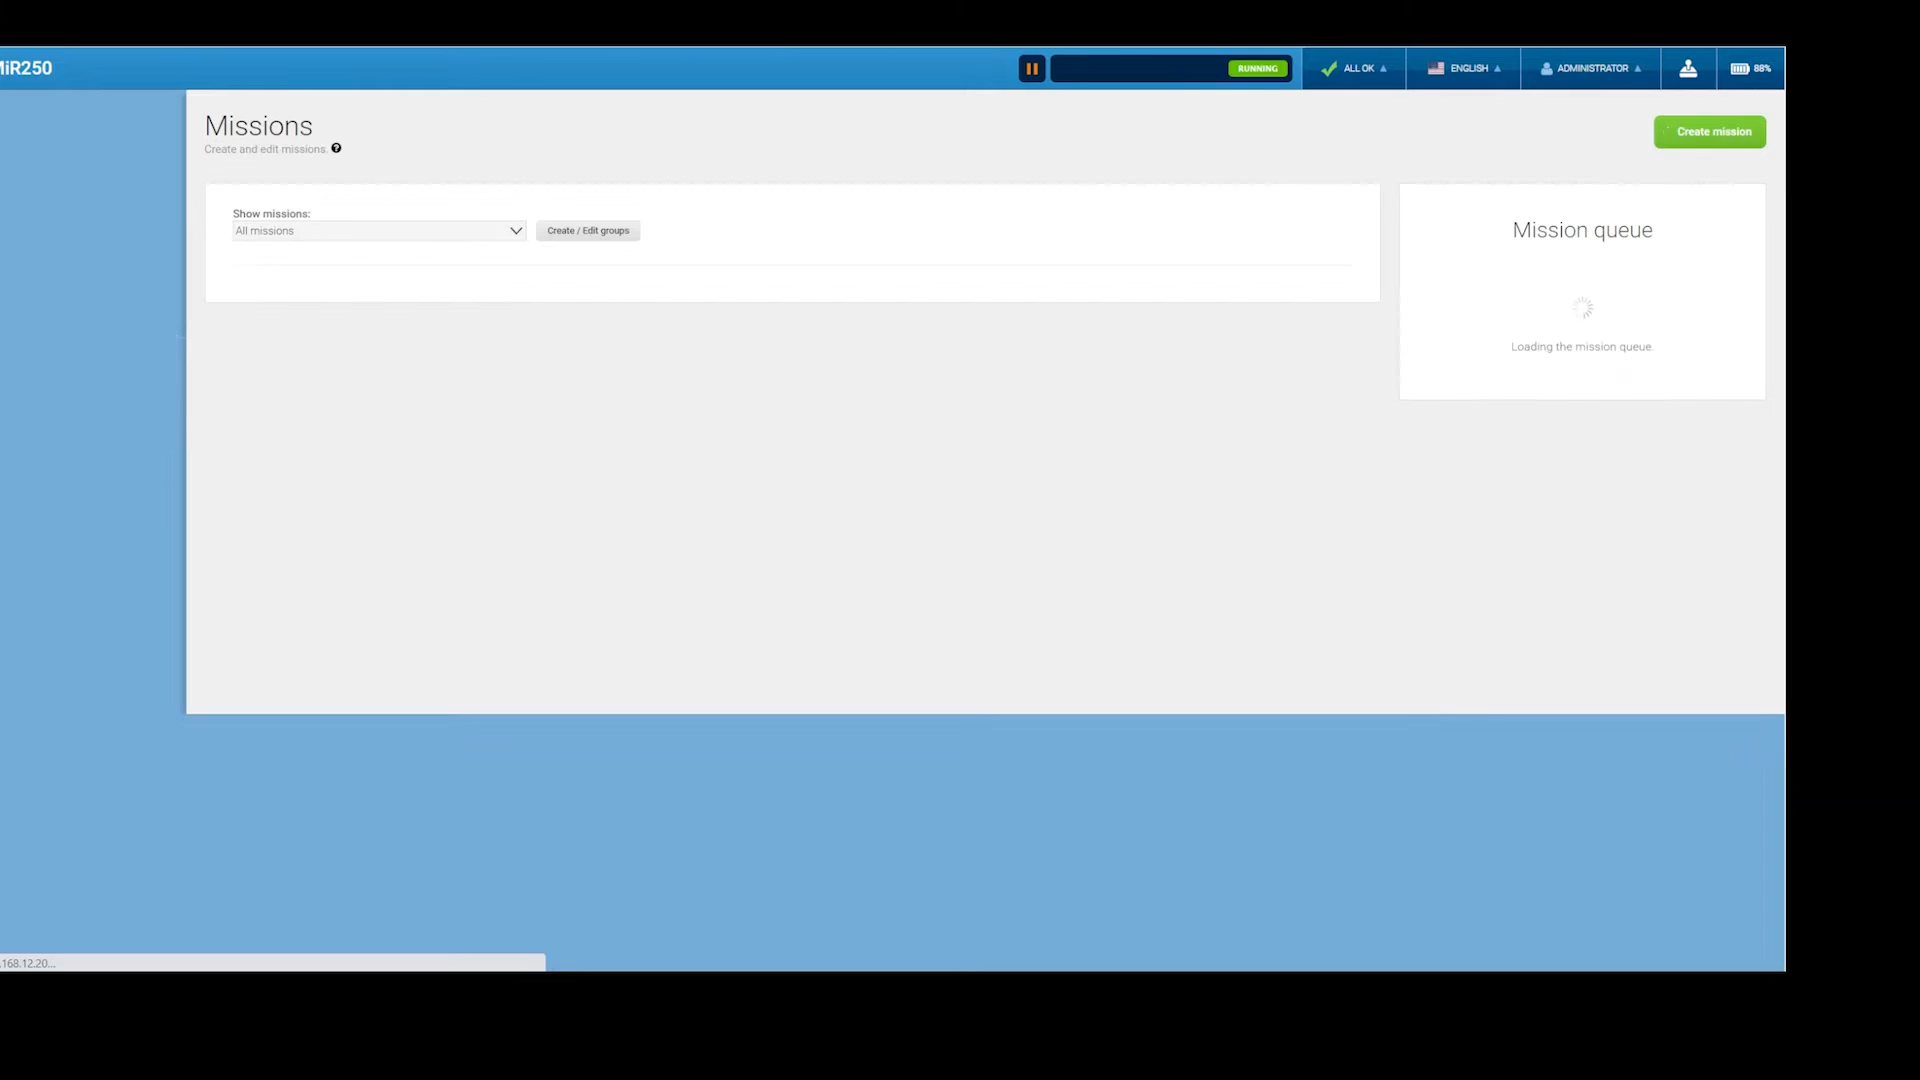 MiR250
RUNNING
ALL OK
ENGLISH
ADMINISTRATOR
88%
Missions
Create and edit missions.
Create mission
Show missions:
All missions
Create / Edit groups
Mission queue
Loading the mission queue.
.168.12.20...